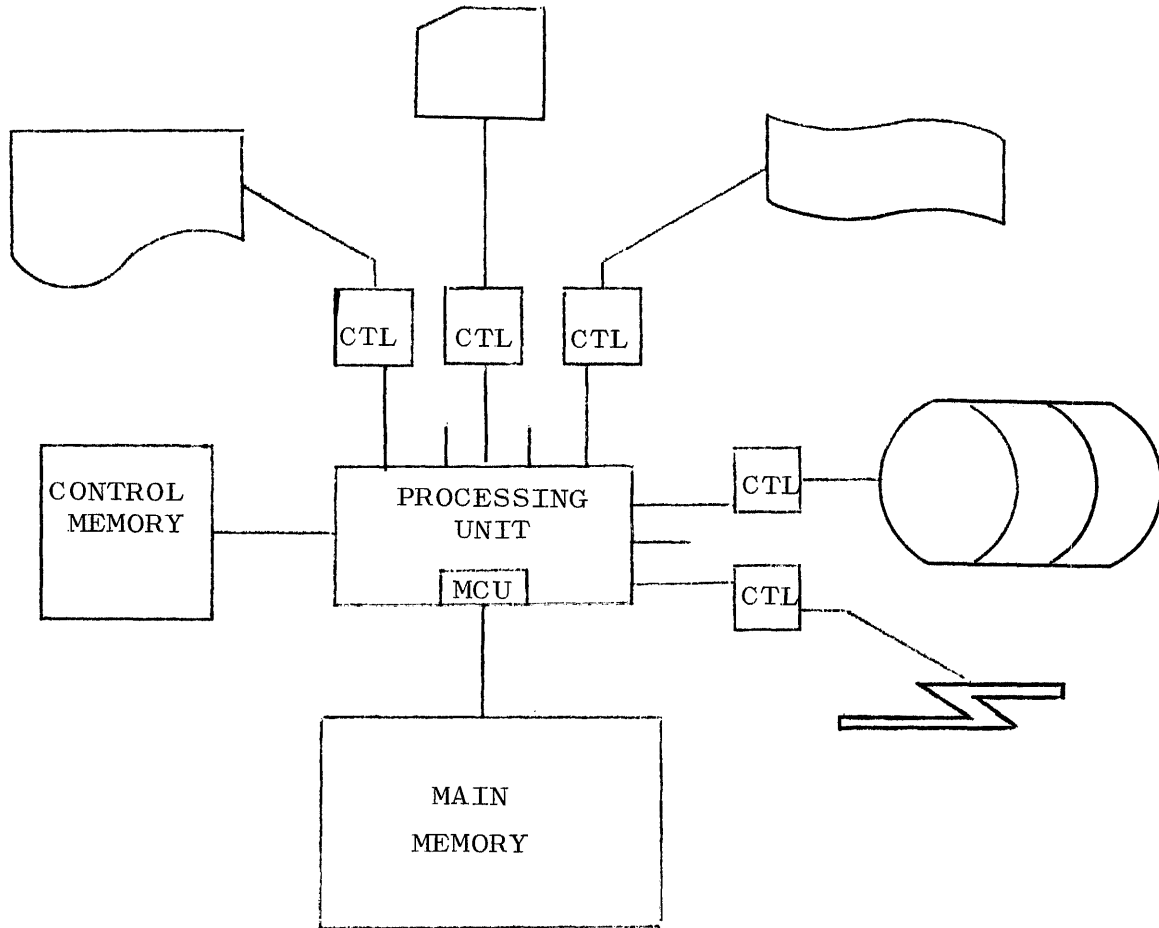 CTL
CTL
CTL
CONTROL
MEMORY
PROCESSING
UNIT
MCU
CTL
CTL
MAIN
MEMORY